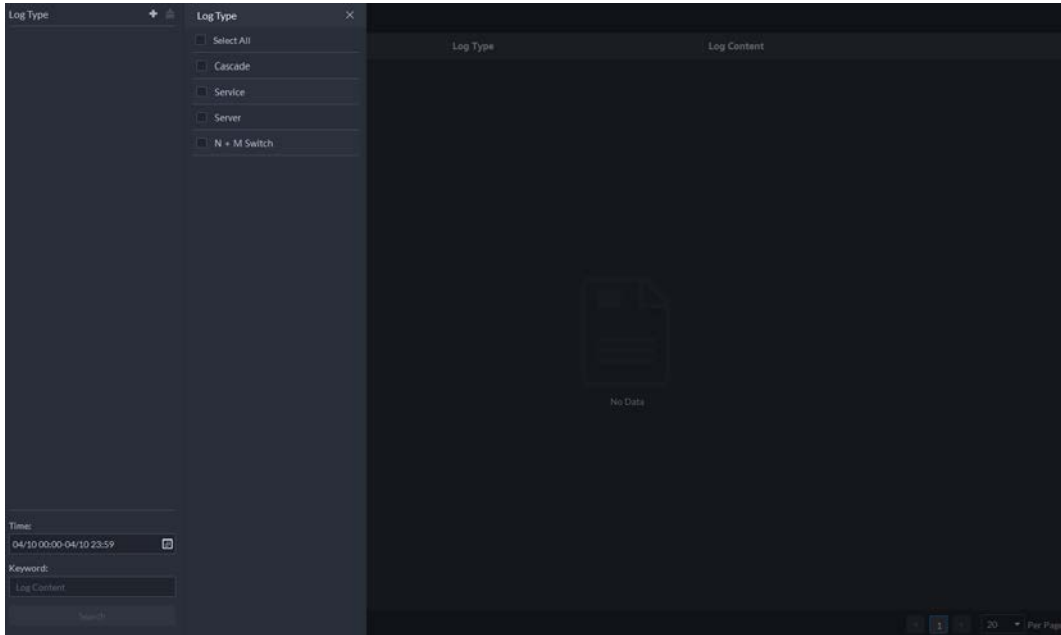 Log Type
Log Type
Select All
Cascade
Service
Server
N + M Switch
Log Type
Log Content
No Data
Time:
04/10 00:00-04/10 23:59
Keyword:
Log Content
Search
1
20
Per Pag